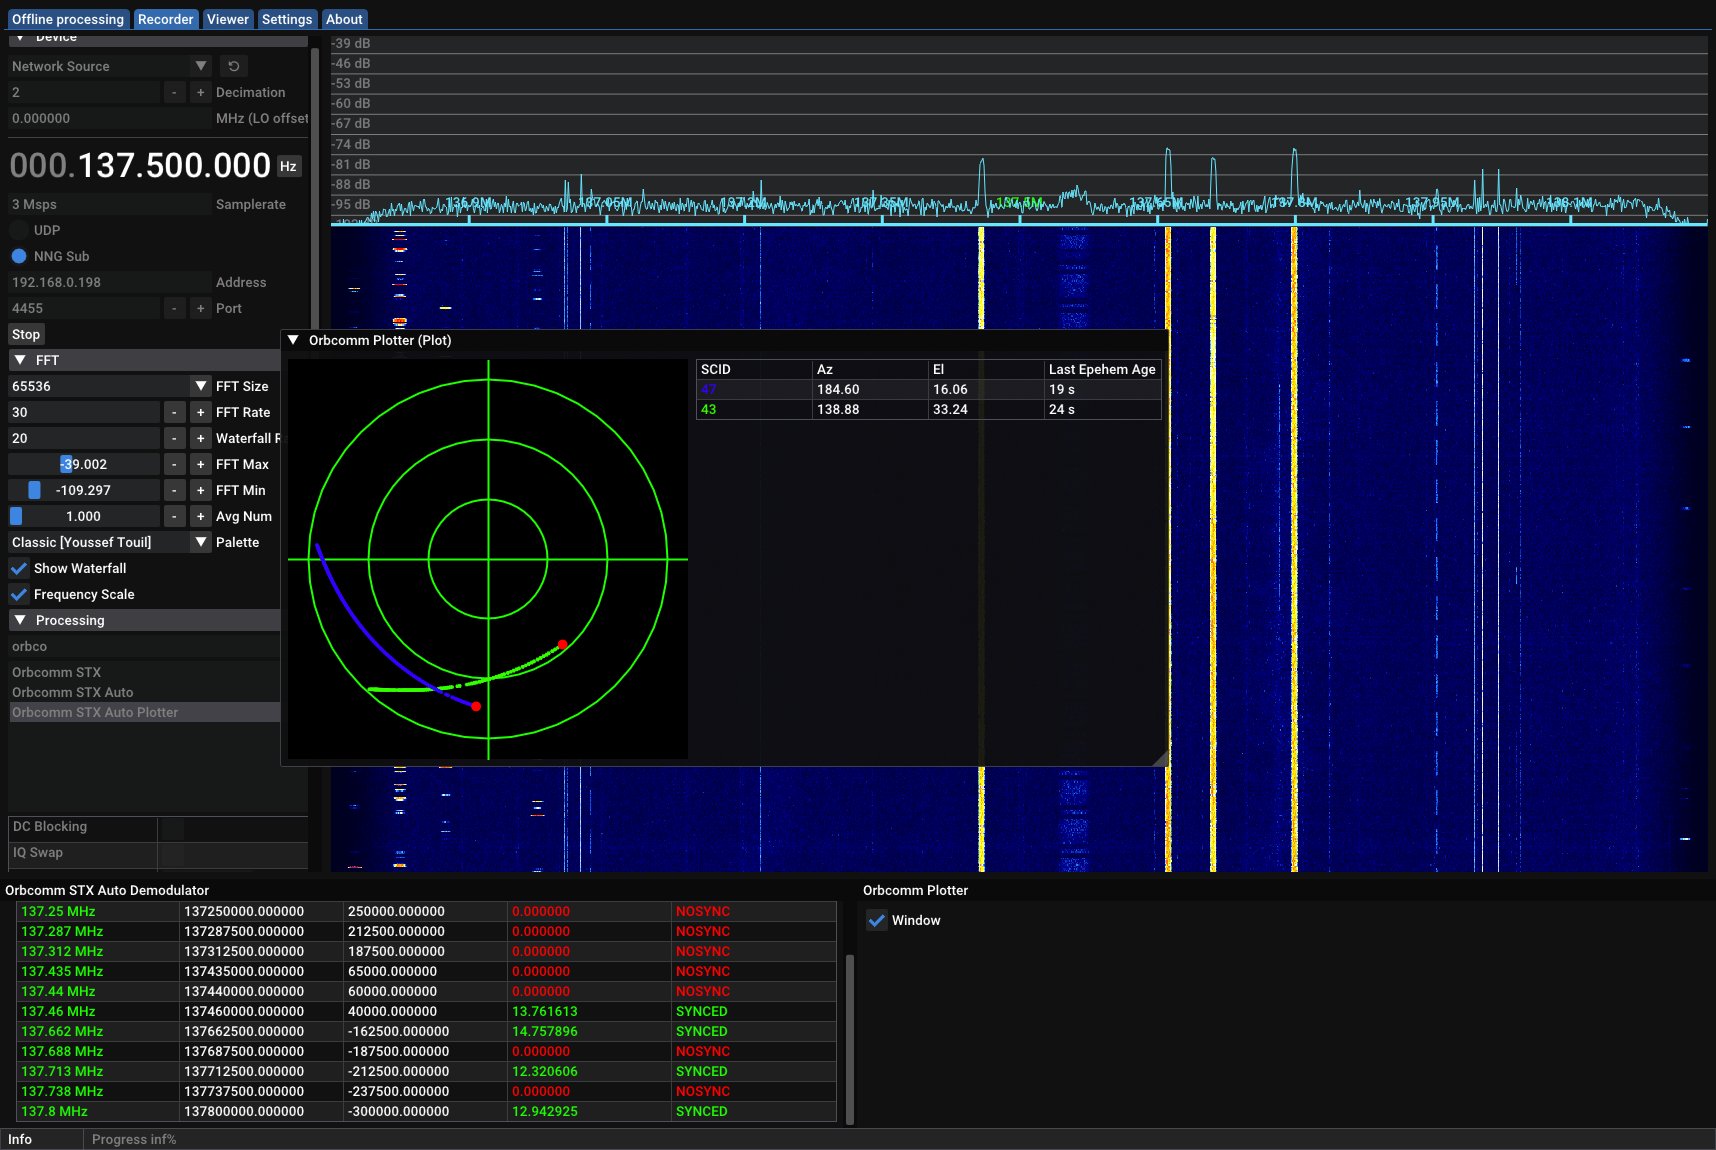 Offline processing Recorder Viewer Settings About
Device
Network Source
2 - + Decimation
0.000000 MHz (LO offset
000.137.500.000 Hz
3 Msps Samplerate
UDP
NNG Sub
192.168.0.198 Address
4455 - + Port
Stop
FFT
65536 FFT Size
30 - + FFT Rate
20 - + Waterfall R
-39.002 - + FFT Max
-109.297 - + FFT Min
1.000 - + Avg Num
Classic [Youssef Touil] Palette
Show Waterfall
Frequency Scale
Processing
orbco
Orbcomm STX
Orbcomm STX Auto
Orbcomm STX Auto Plotter
DC Blocking
IQ Swap
-39 dB
-46 dB
-53 dB
-60 dB
-67 dB
-74 dB
-81 dB
-88 dB
-95 dB
136.9M 137.05M 137.2M 137.35M 137.5M 137.65M 137.8M 137.95M 138.1M
Orbcomm Plotter (Plot)
SCID Az El Last Epehem Age
47 184.60 16.06 19 s
43 138.88 33.24 24 s
Orbcomm STX Auto Demodulator
137.25 MHz 137250000.000000 250000.000000 0.000000 NOSYNC
137.287 MHz 137287500.000000 212500.000000 0.000000 NOSYNC
137.312 MHz 137312500.000000 187500.000000 0.000000 NOSYNC
137.435 MHz 137435000.000000 65000.000000 0.000000 NOSYNC
137.44 MHz 137440000.000000 60000.000000 0.000000 NOSYNC
137.46 MHz 137460000.000000 40000.000000 13.761613 SYNCED
137.662 MHz 137662500.000000 -162500.000000 14.757896 SYNCED
137.688 MHz 137687500.000000 -187500.000000 0.000000 NOSYNC
137.713 MHz 137712500.000000 -212500.000000 12.320606 SYNCED
137.738 MHz 137737500.000000 -237500.000000 0.000000 NOSYNC
137.8 MHz 137800000.000000 -300000.000000 12.942925 SYNCED
Orbcomm Plotter
Window
Info Progress inf%